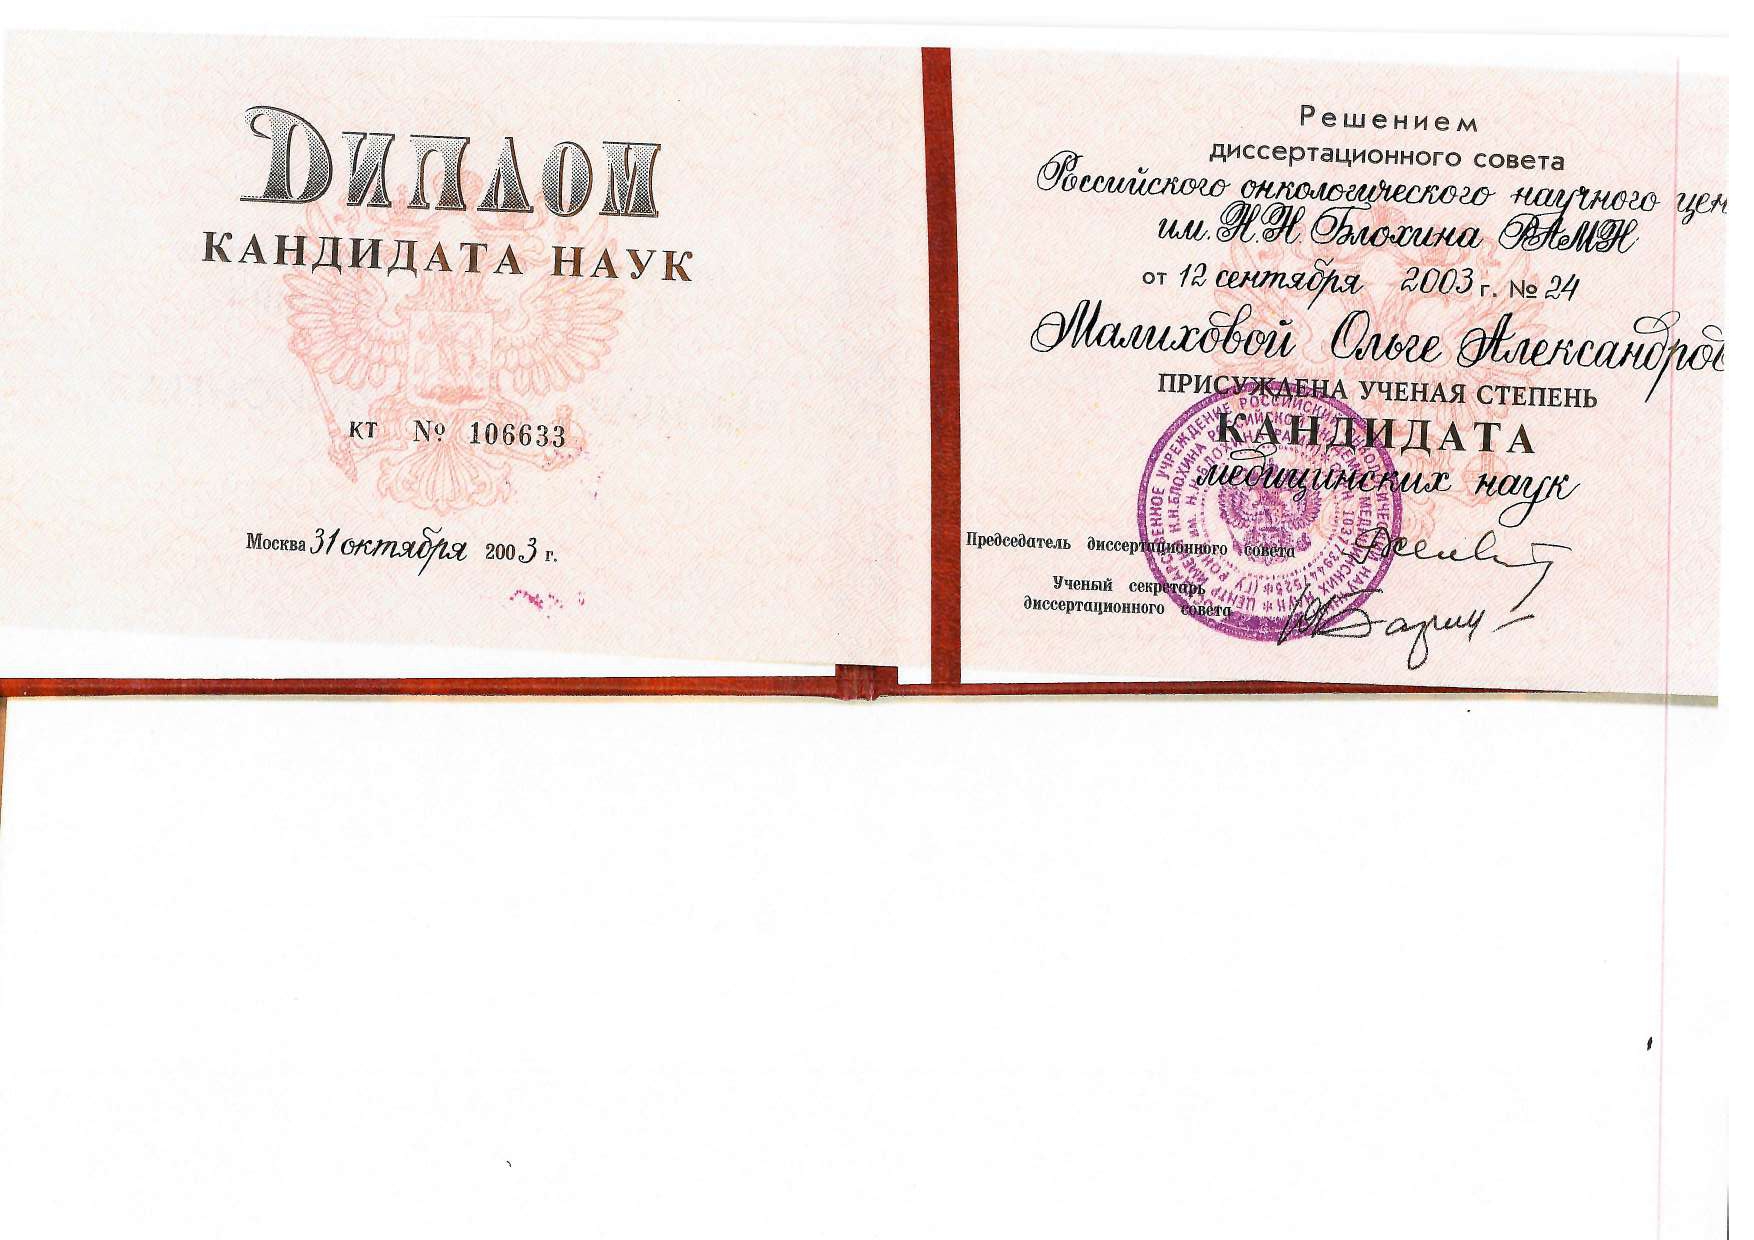 ДИПЛОМ
КАНДИДАТА НАУК
КТ № 106633
Москва 31 октября 2003 г.
Решением
диссертационного совета
Российского онкологического научного цен
им. Н.Н. Блохина РАМН
от 12 сентября 2003 г. № 24
Малиховой Ольге Александров
ПРИСУЖДЕНА УЧЕНАЯ СТЕПЕНЬ
КАНДИДАТА
медицинских наук
Председатель диссертационного совета
Ученый секретарь
диссертационного совета